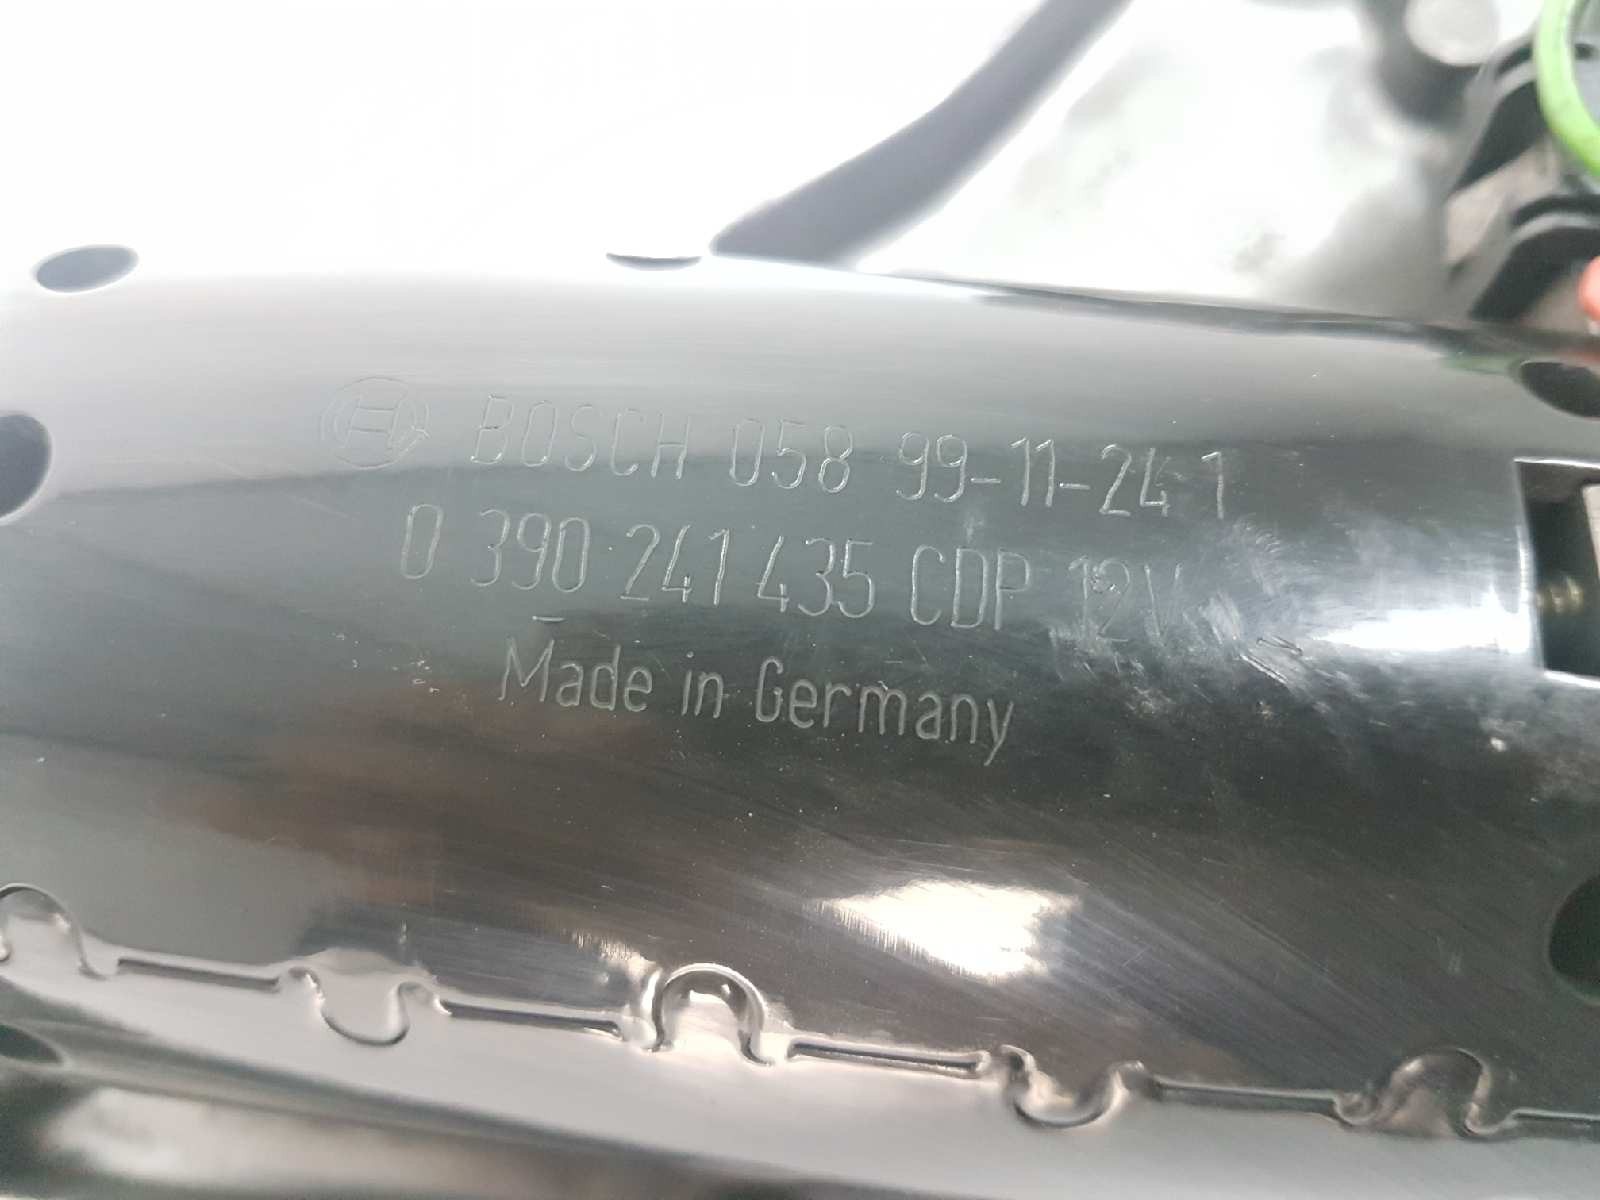 BOSCH 058 99-11-24 1
0 390 241 435 CDP 12V
Made in Germany